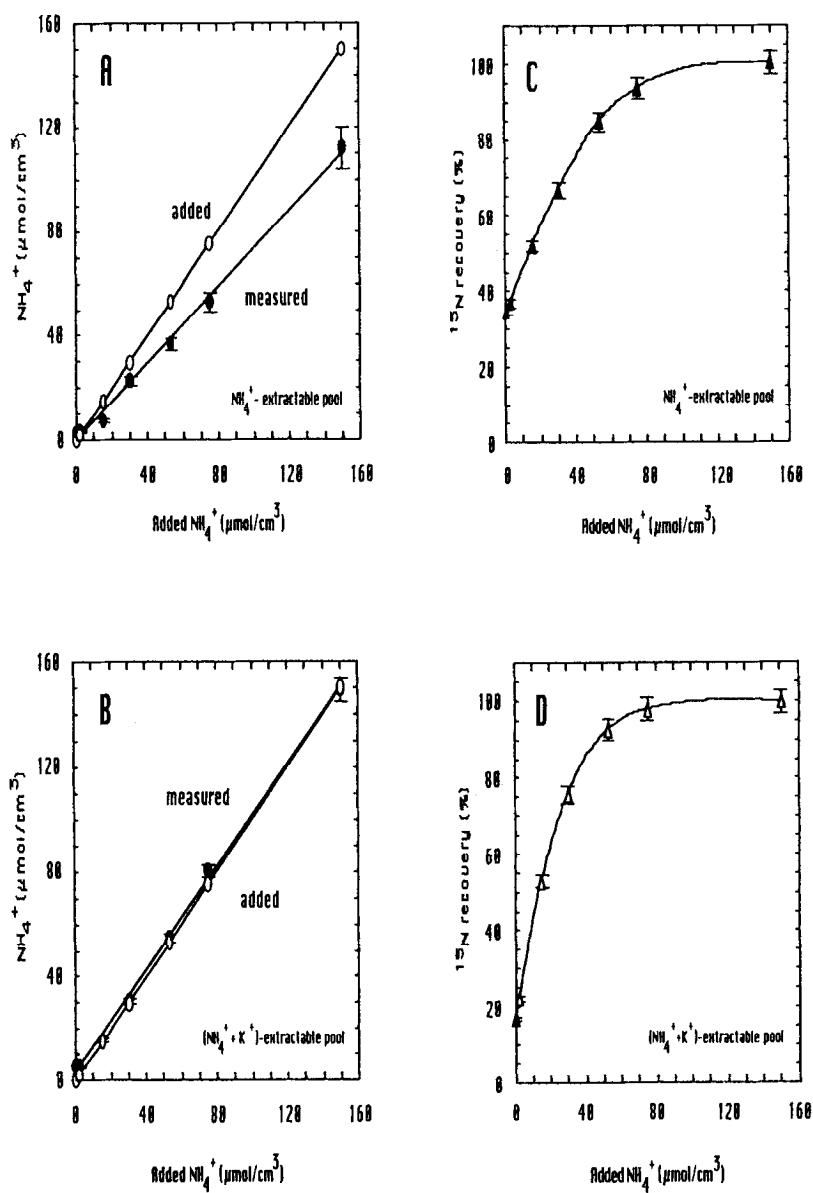 A
NH4+ (µmol/cm3)
160
120
80
40
0
added
measured
NH4+- extractable pool
0 40 80 120 160
Added NH4+ (µmol/cm3)
C
15N recovery (%)
100
80
60
40
20
0
NH4+-extractable pool
0 40 80 120 160
Added NH4+ (µmol/cm3)
B
NH4+ (µmol/cm3)
160
120
80
40
0
measured
added
(NH4+ + K+)-extractable pool
0 40 80 120 160
Added NH4+ (µmol/cm3)
D
15N recovery (%)
100
80
60
40
20
0
(NH4++K+)-extractable pool
0 40 80 120 160
Added NH4+ (µmol/cm3)